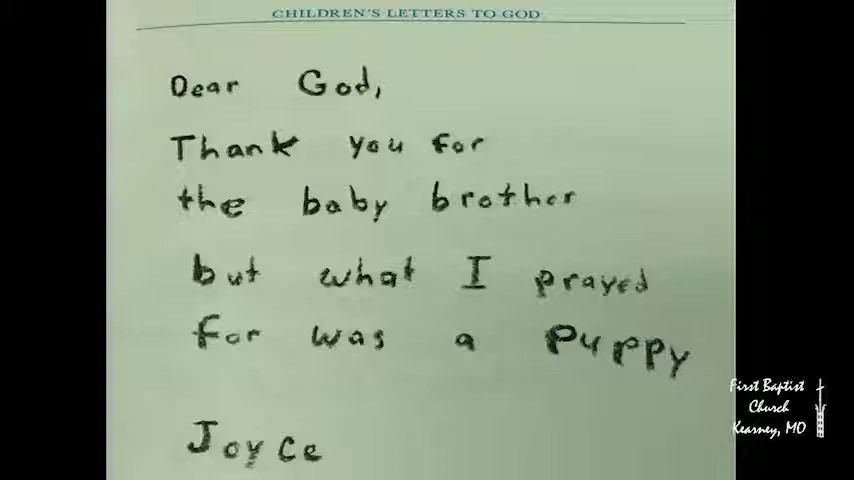 CHILDREN'S LETTERS TO GOD
Dear God,
Thank you for
the baby brother
but what I prayed
for was a puppy
Joyce
First Baptist
Church
Kearney, MO